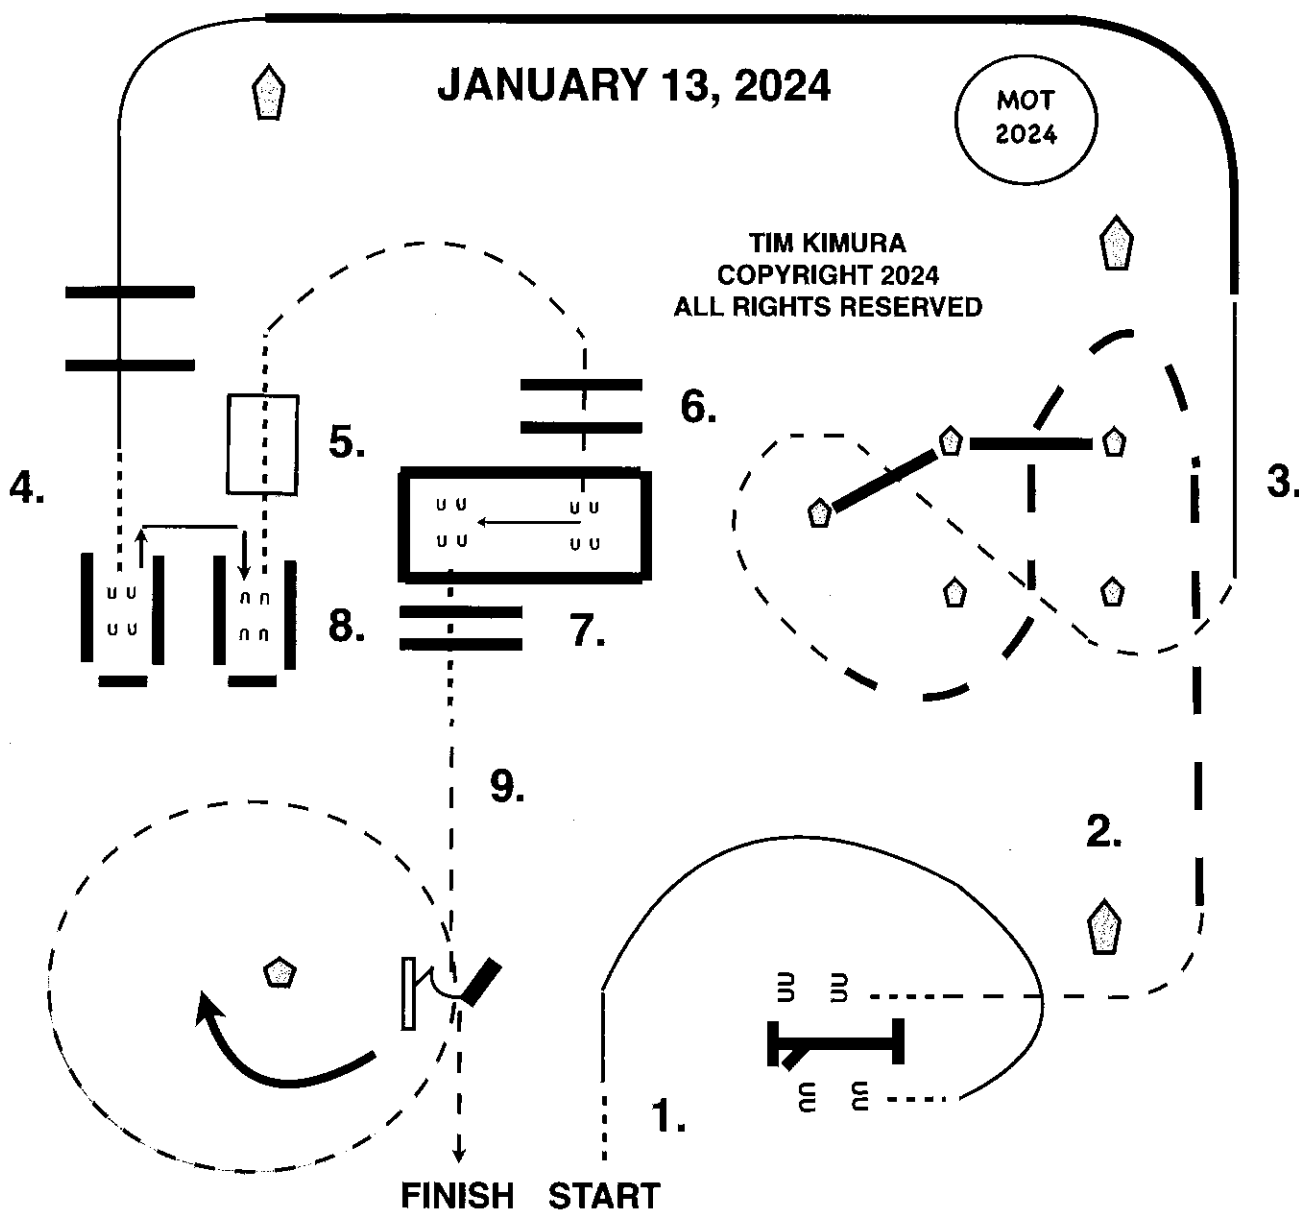 JANUARY 13, 2024
MOT
2024
TIM KIMURA
COPYRIGHT 2024
ALL RIGHTS RESERVED
6.
5.
4.
3.
8.
7.
9.
2.
1.
FINISH START